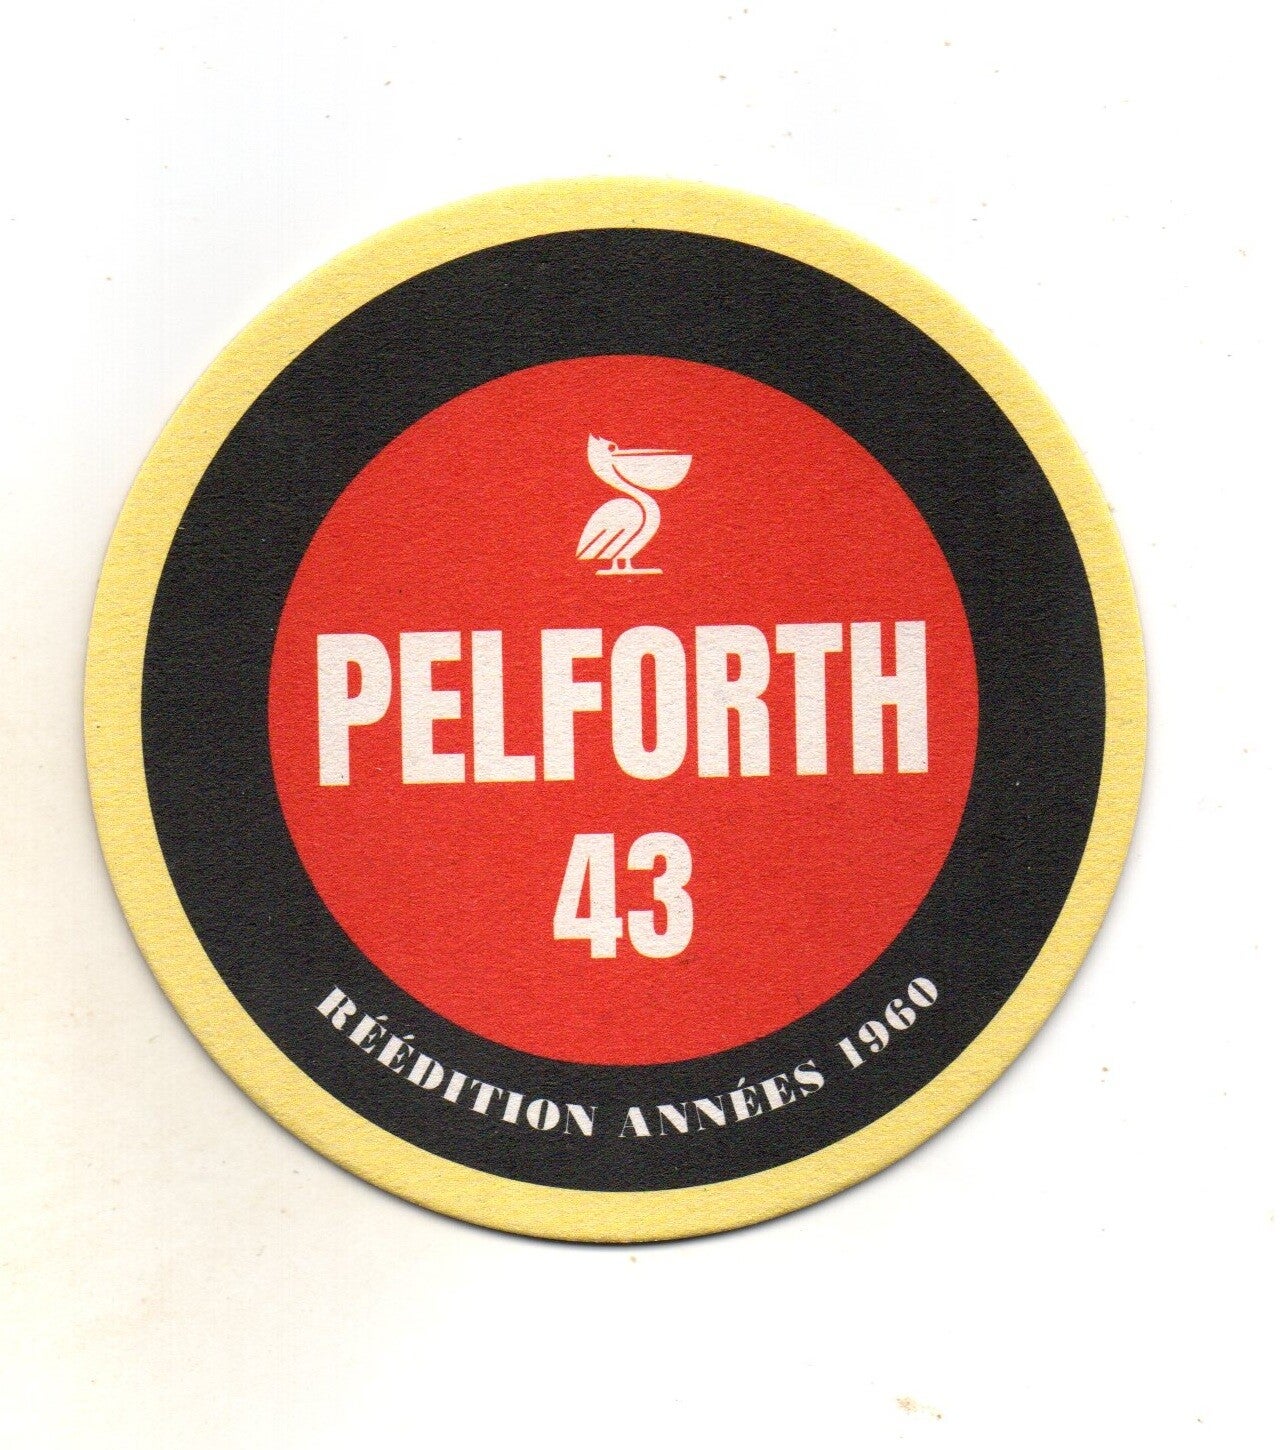 PELFORTH
43
RÉÉDITION ANNÉES 1960